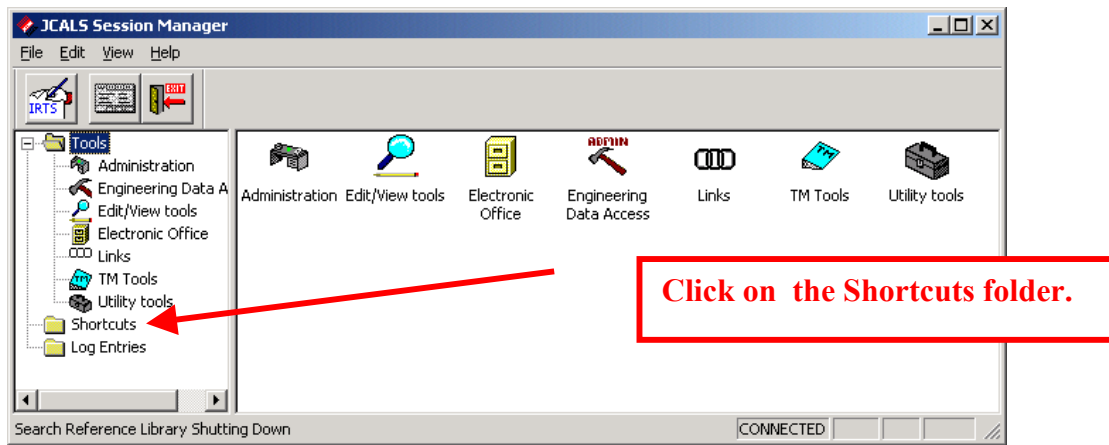 JCALS Session Manager
File Edit View Help
IRTS EXIT
Tools
Administration
Engineering Data A
Edit/View tools
Electronic Office
Links
TM Tools
Utility tools
Shortcuts
Log Entries
ADMIN
TM
Administration Edit/View tools Electronic Office Engineering Data Access Links TM Tools Utility tools
Click on the Shortcuts folder.
Search Reference Library Shutting Down CONNECTED